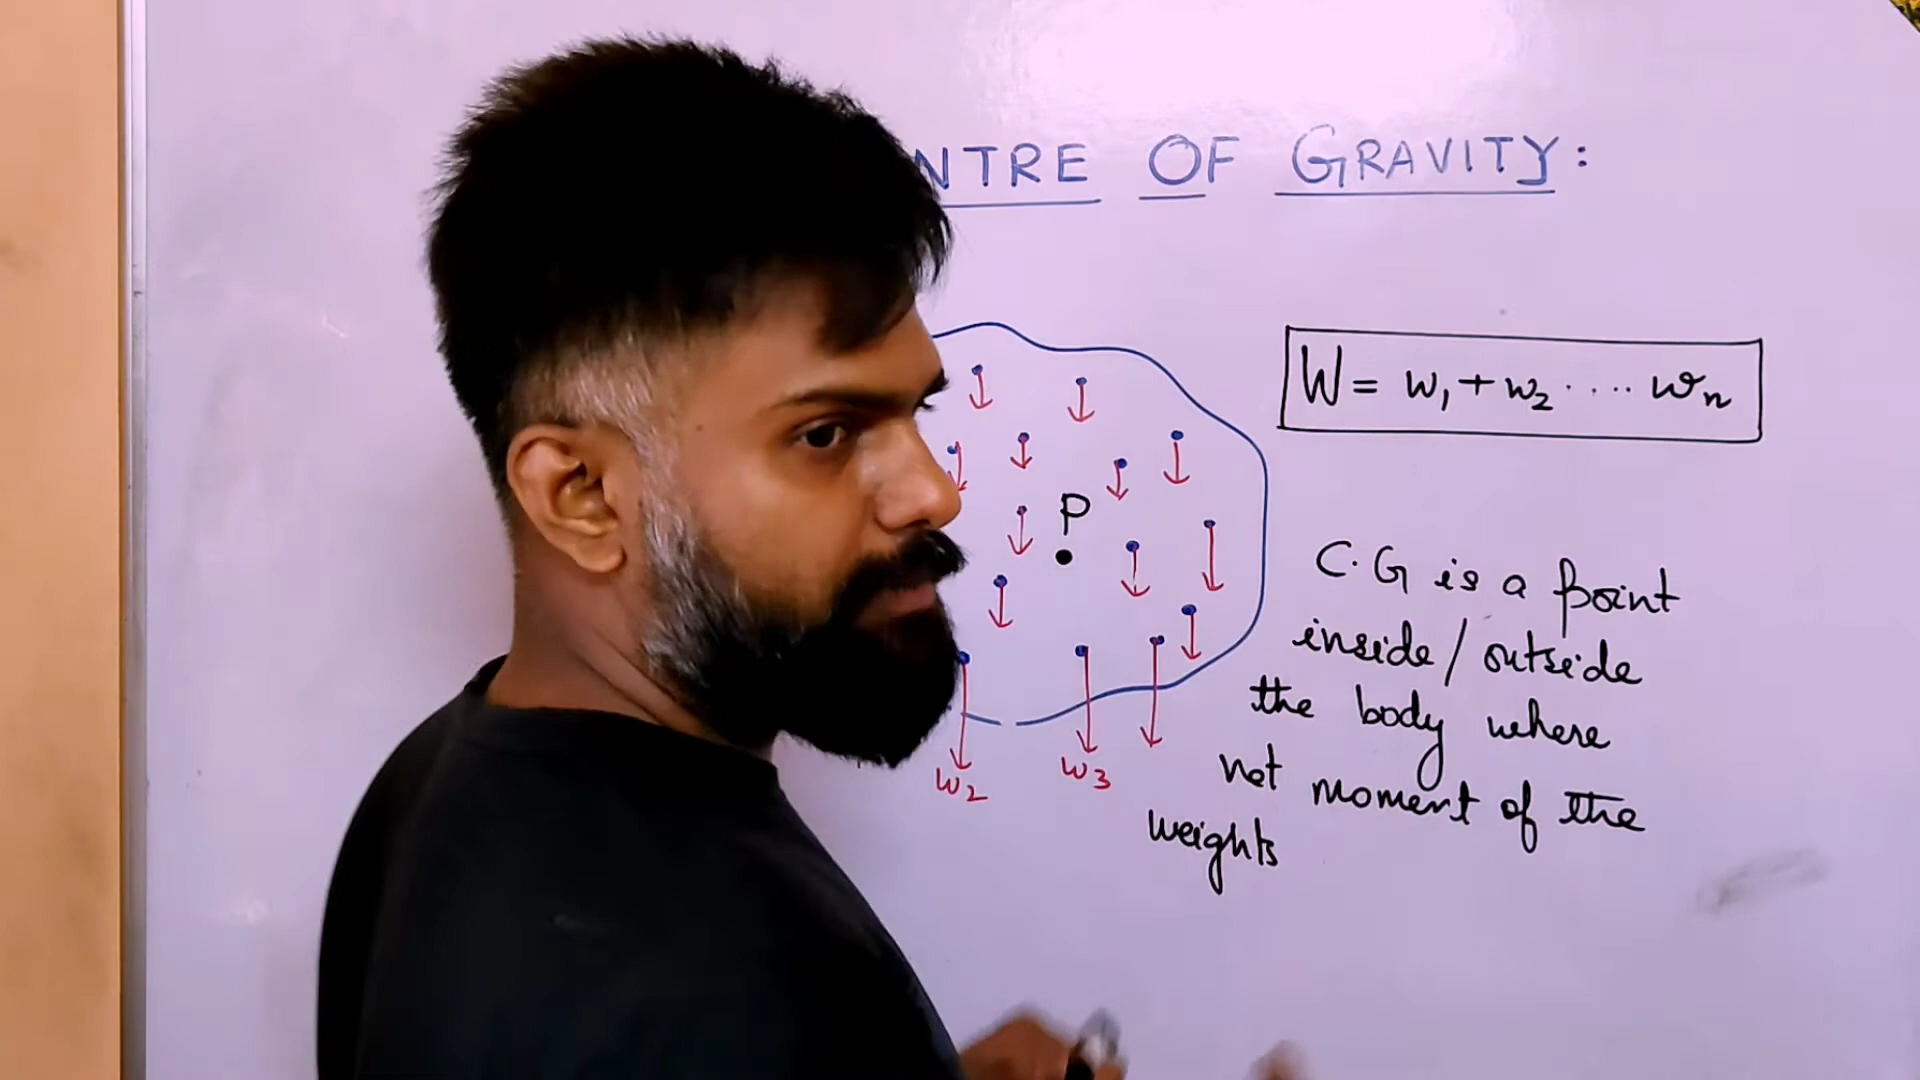 NTRE OF GRAVITY:
W = w1 + w2 ..... wn
P
C.G is a point
inside/outside
the body where
net moment of the
weights
w2 w3